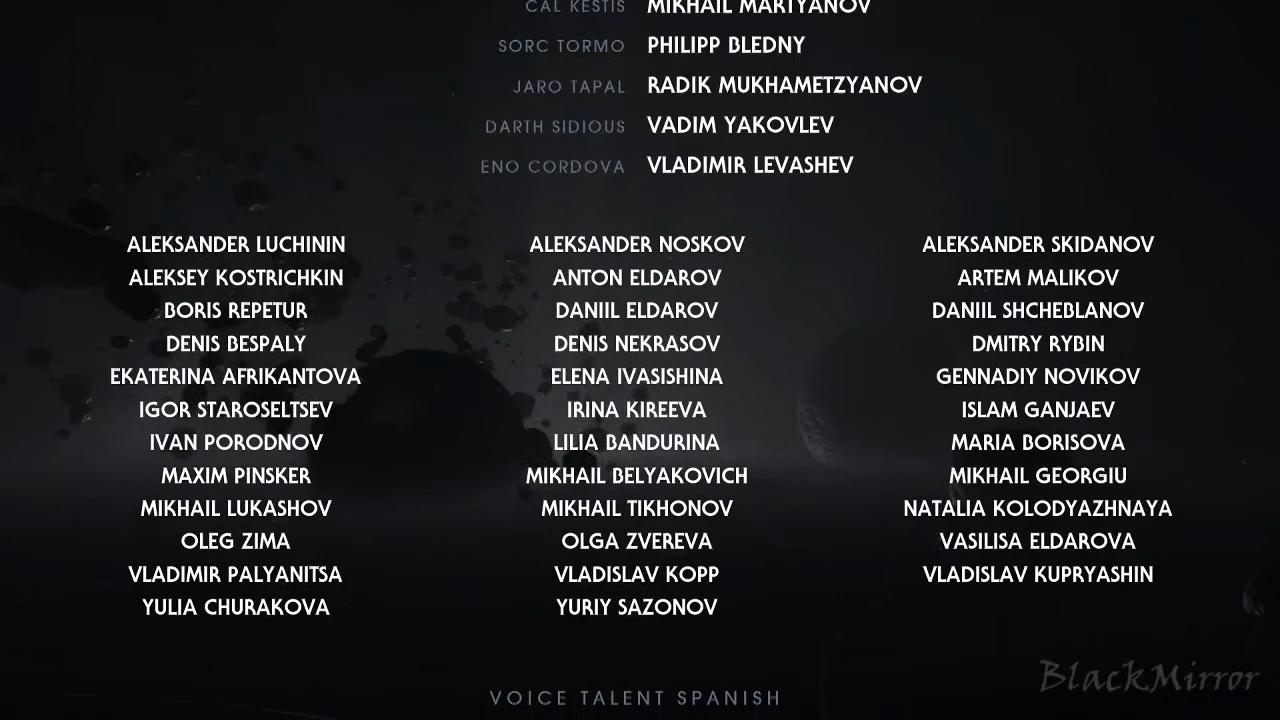 CAL KESTIS MIKHAIL MARTYANOV
SORC TORMO PHILIPP BLEDNY
JARO TAPAL RADIK MUKHAMETZYANOV
DARTH SIDIOUS VADIM YAKOVLEV
ENO CORDOVA VLADIMIR LEVASHEV
ALEKSANDER LUCHININ ALEKSANDER NOSKOV ALEKSANDER SKIDANOV
ALEKSEY KOSTRICHKIN ANTON ELDAROV ARTEM MALIKOV
BORIS REPETUR DANIIL ELDAROV DANIIL SHCHEBLANOV
DENIS BESPALY DENIS NEKRASOV DMITRY RYBIN
EKATERINA AFRIKANTOVA ELENA IVASISHINA GENNADIY NOVIKOV
IGOR STAROSELTSEV IRINA KIREEVA ISLAM GANJAEV
IVAN PORODNOV LILIA BANDURINA MARIA BORISOVA
MAXIM PINSKER MIKHAIL BELYAKOVICH MIKHAIL GEORGIU
MIKHAIL LUKASHOV MIKHAIL TIKHONOV NATALIA KOLODYAZHNAYA
OLEG ZIMA OLGA ZVEREVA VASILISA ELDAROVA
VLADIMIR PALYANITSA VLADISLAV KOPP VLADISLAV KUPRYASHIN
YULIA CHURAKOVA YURIY SAZONOV
BlackMirror
VOICE TALENT SPANISH